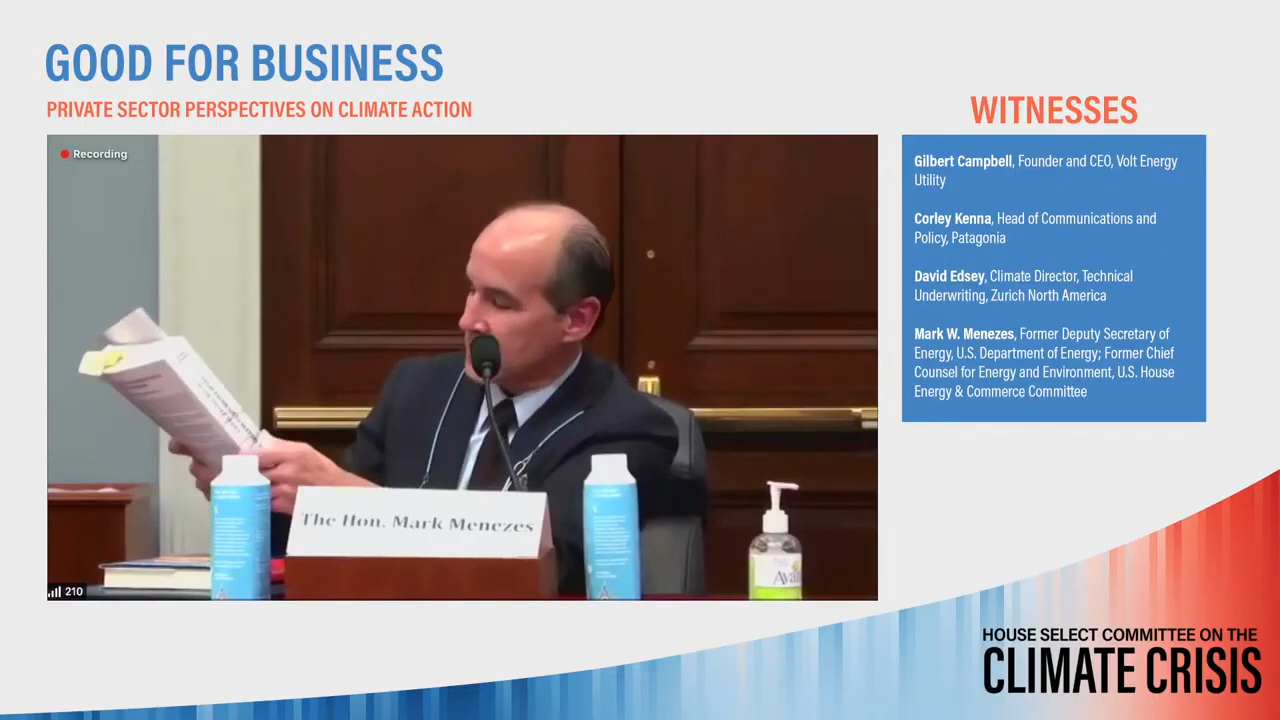 GOOD FOR BUSINESS
PRIVATE SECTOR PERSPECTIVES ON CLIMATE ACTION
Recording
The Hon. Mark Menezes
210
WITNESSES
Gilbert Campbell, Founder and CEO, Volt Energy
Utility
Corley Kenna, Head of Communications and
Policy, Patagonia
David Edsey, Climate Director, Technical
Underwriting, Zurich North America
Mark W. Menezes, Former Deputy Secretary of
Energy, U.S. Department of Energy; Former Chief
Counsel for Energy and Environment, U.S. House
Energy & Commerce Committee
HOUSE SELECT COMMITTEE ON THE
CLIMATE CRISIS